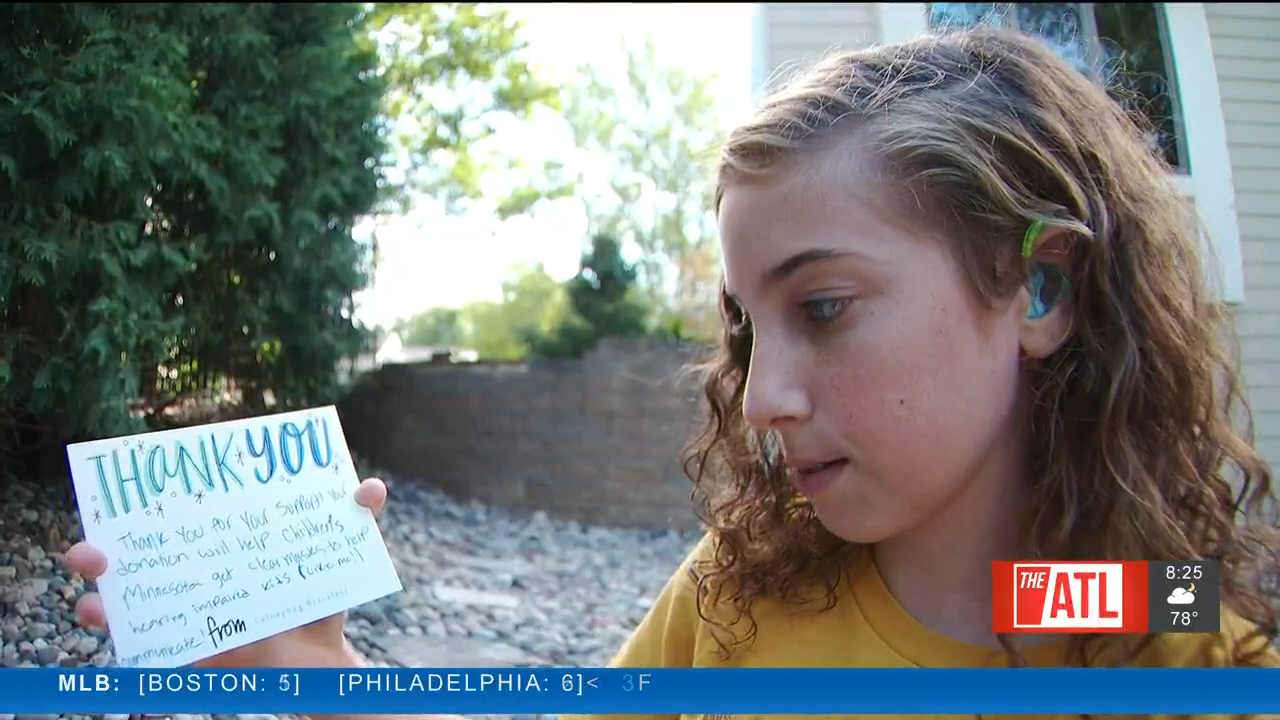 THANK YOU
Thank You for Your Support! Your
donation will help Children's
Minnesota get clear masks to help
hearing impaired kids (like me!)
communicate! from
THE ATL
8:25
78°
MLB: [BOSTON: 5] [PHILADELPHIA: 6]< 3F